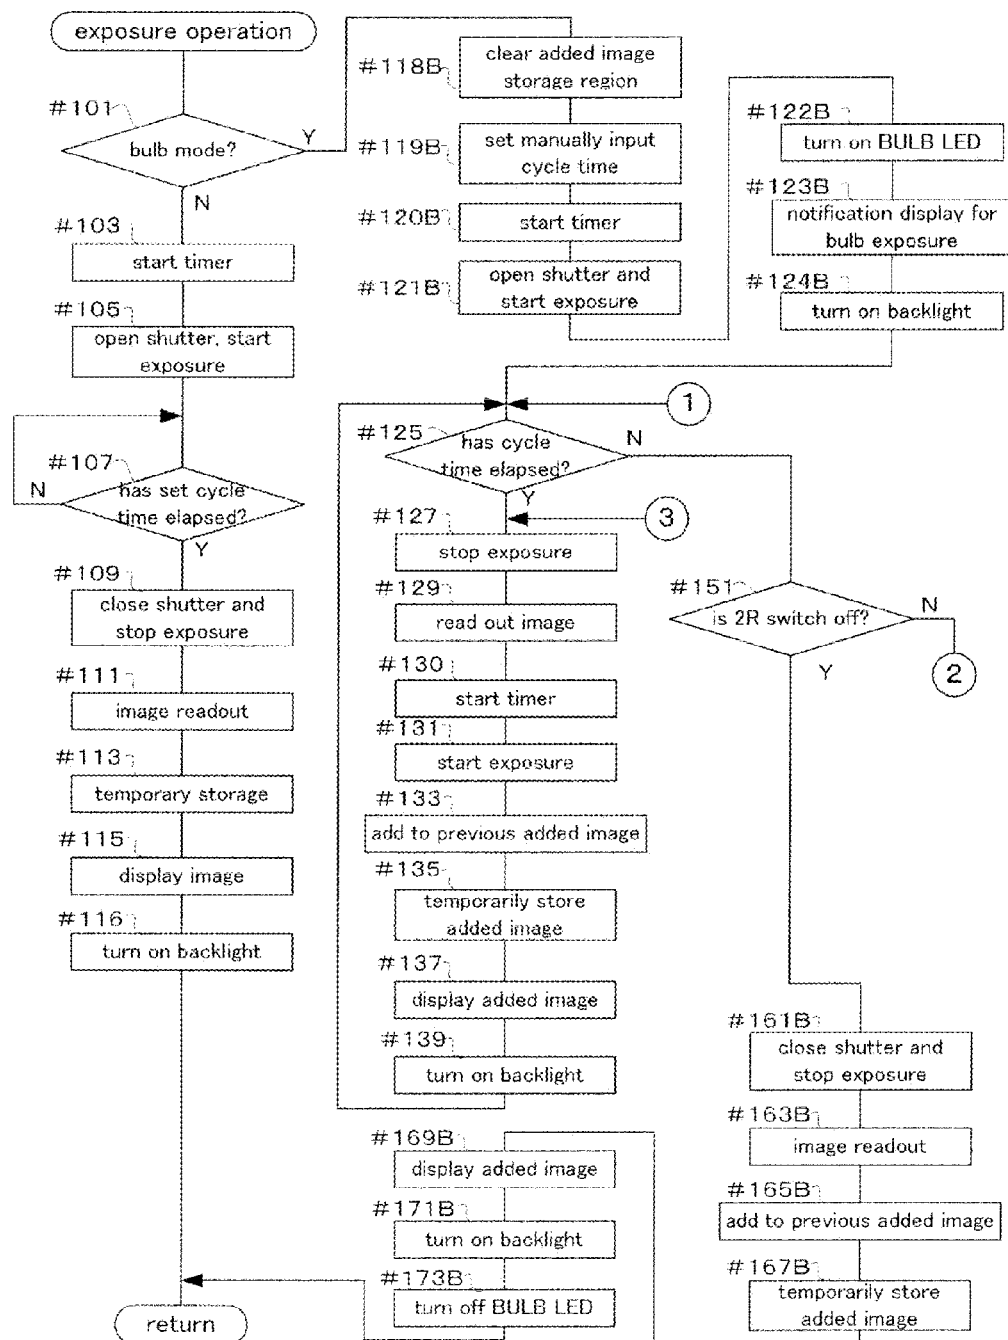 exposure operation
#101
bulb mode?
Y
N
#103
start timer
#105
open shutter, start
exposure
#107
has set cycle
time elapsed?
N
Y
#109
close shutter and
stop exposure
#111
image readout
#113
temporary storage
#115
display image
#116
turn on backlight
return
#118B
clear added image
storage region
#119B
set manually input
cycle time
#120B
start timer
#121B
open shutter and
start exposure
#122B
turn on BULB LED
#123B
notification display for
bulb exposure
#124B
turn on backlight
1
#125
has cycle
time elapsed?
N
Y
3
#127
stop exposure
#129
read out image
#130
start timer
#131
start exposure
#133
add to previous added image
#135
temporarily store
added image
#137
display added image
#139
turn on backlight
#151
is 2R switch off?
N
2
Y
#161B
close shutter and
stop exposure
#163B
image readout
#165B
add to previous added image
#167B
temporarily store
added image
#169B
display added image
#171B
turn on backlight
#173B
turn off BULB LED